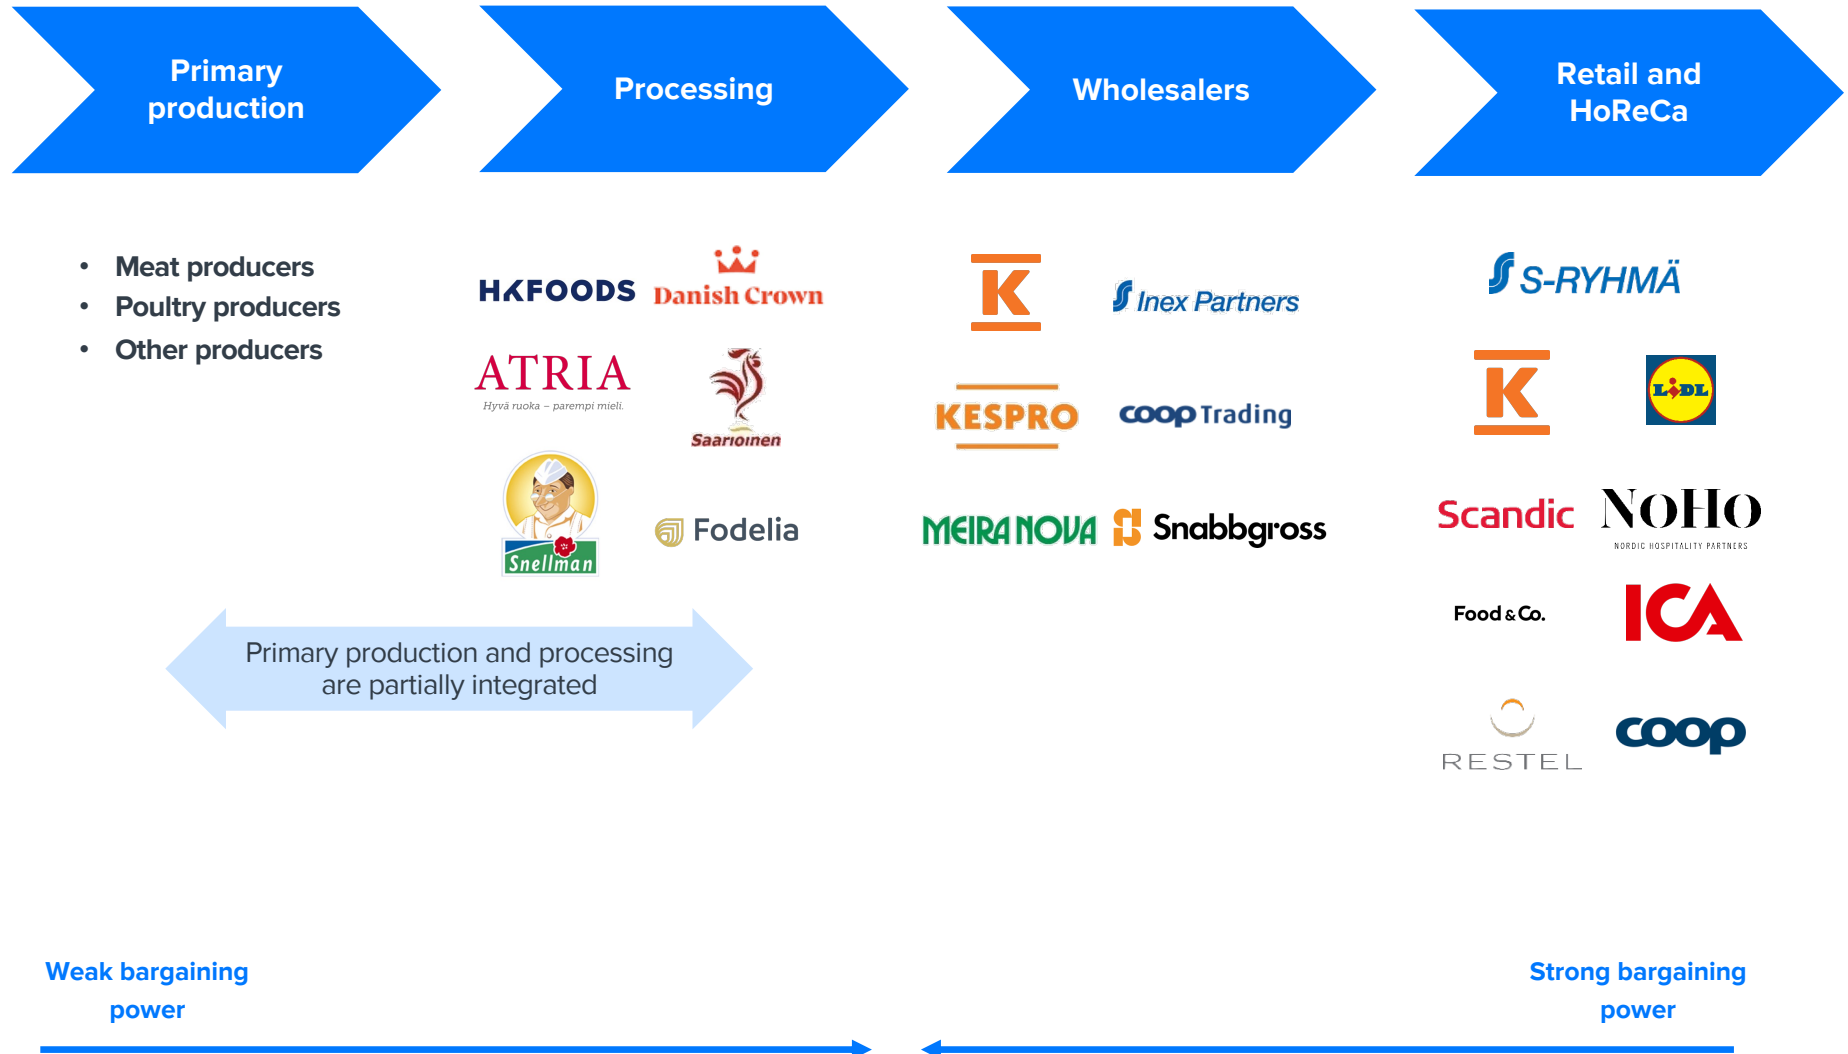 Primary
production
Processing
Wholesalers
Retail and
HoReCa
• Meat producers
• Poultry producers
• Other producers
HKFOODS
Danish Crown
ATRIA
Hyvä ruoka – parempi mieli.
Saarioinen
Snellman
Fodelia
Primary production and processing
are partially integrated
K
Inex Partners
KESPRO
coop Trading
MEIRA NOVA
Snabbgross
S-RYHMÄ
K
LIDL
Scandic
NOHO
NORDIC HOSPITALITY PARTNERS
Food & Co.
ICA
RESTEL
coop
Weak bargaining
power
Strong bargaining
power